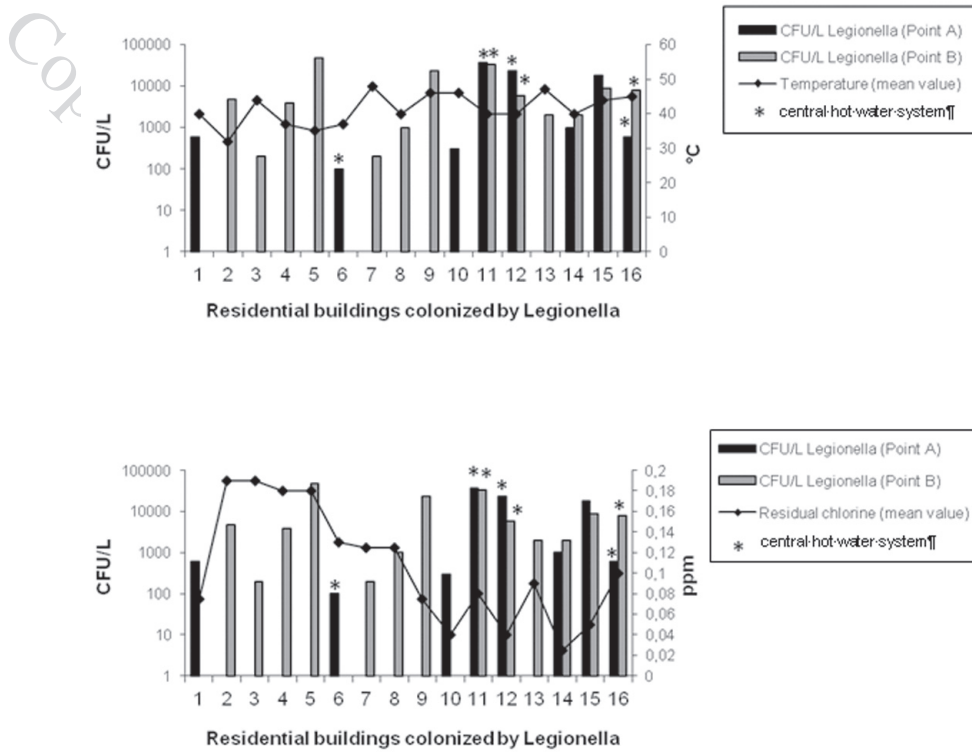 Cop
CFU/L Legionella (Point A)
CFU/L Legionella (Point B)
Temperature (mean value)
* central·hot·water·system¶
CFU/L
100000
10000
1000
100
10
1
60
50
40
30
20
10
0
°C
1 2 3 4 5 6 7 8 9 10 11 12 13 14 15 16
* ** * * * *
Residential buildings colonized by Legionella
CFU/L Legionella (Point A)
CFU/L Legionella (Point B)
Residual chlorine (mean value)
* central·hot·water·system¶
CFU/L
100000
10000
1000
100
10
1
0,2
0,18
0,16
0,14
0,12
0,1
0,08
0,06
0,04
0,02
0
ppm
1 2 3 4 5 6 7 8 9 10 11 12 13 14 15 16
* * * * * * *
Residential buildings colonized by Legionella